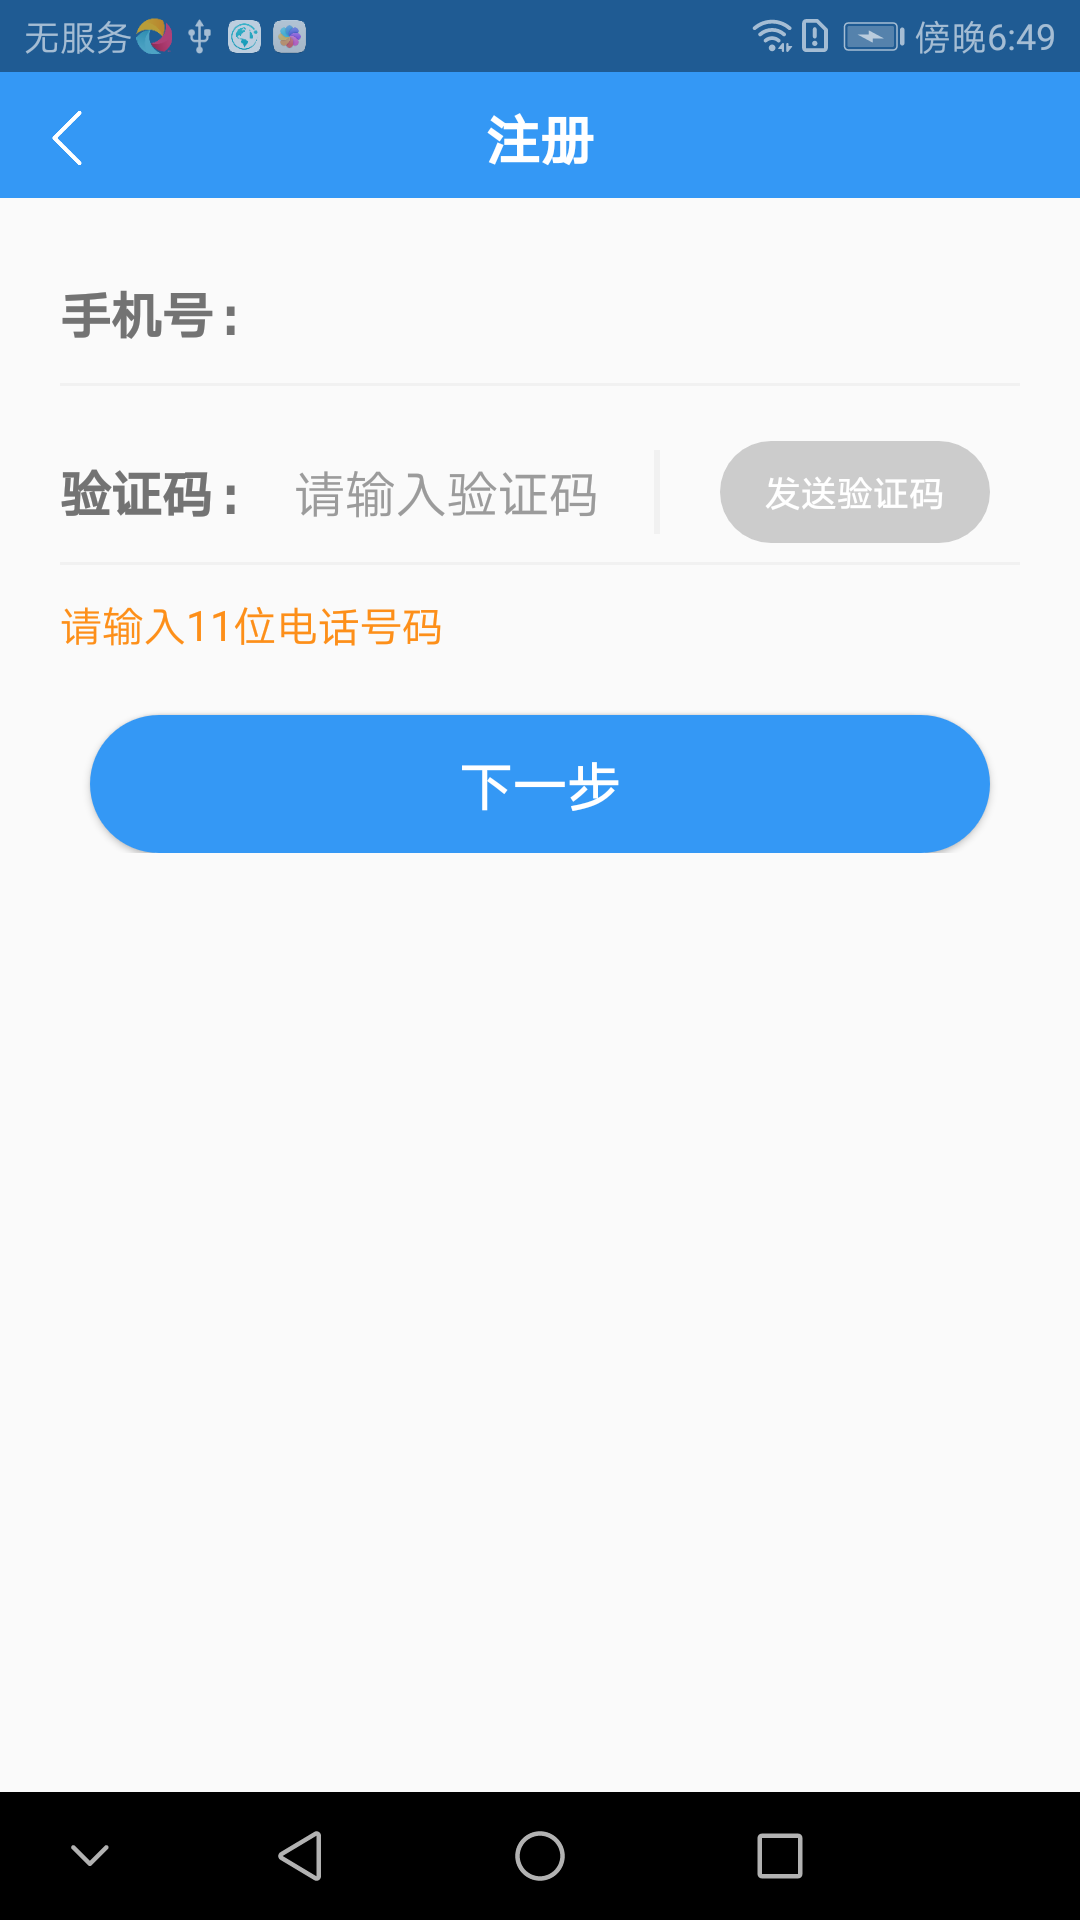 无服务 傍晚6:49
注册
手机号：
验证码： 请输入验证码 发送验证码
请输入11位电话号码
下一步